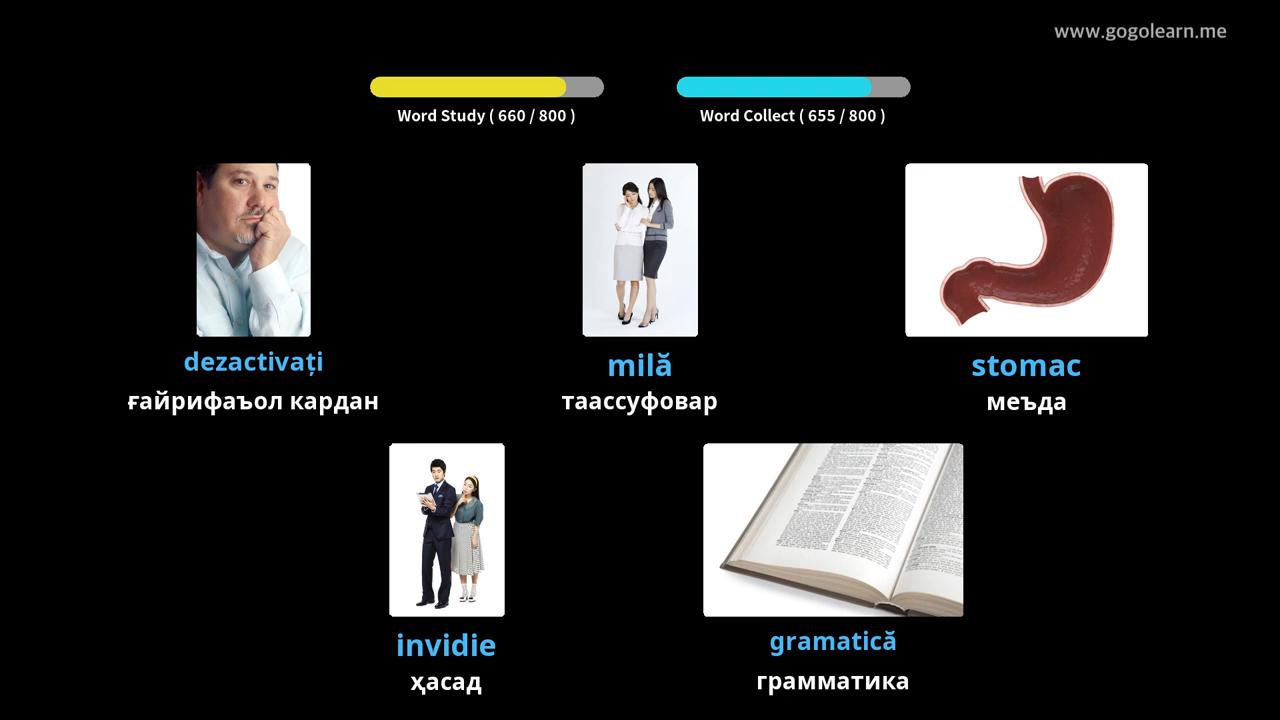 www.gogolearn.me
Word Study ( 660 / 800 )
Word Collect ( 655 / 800 )
dezactivați
ғайрифаъол кардан
milă
таассуфовар
stomac
меъда
invidie
ҳасад
gramatică
грамматика